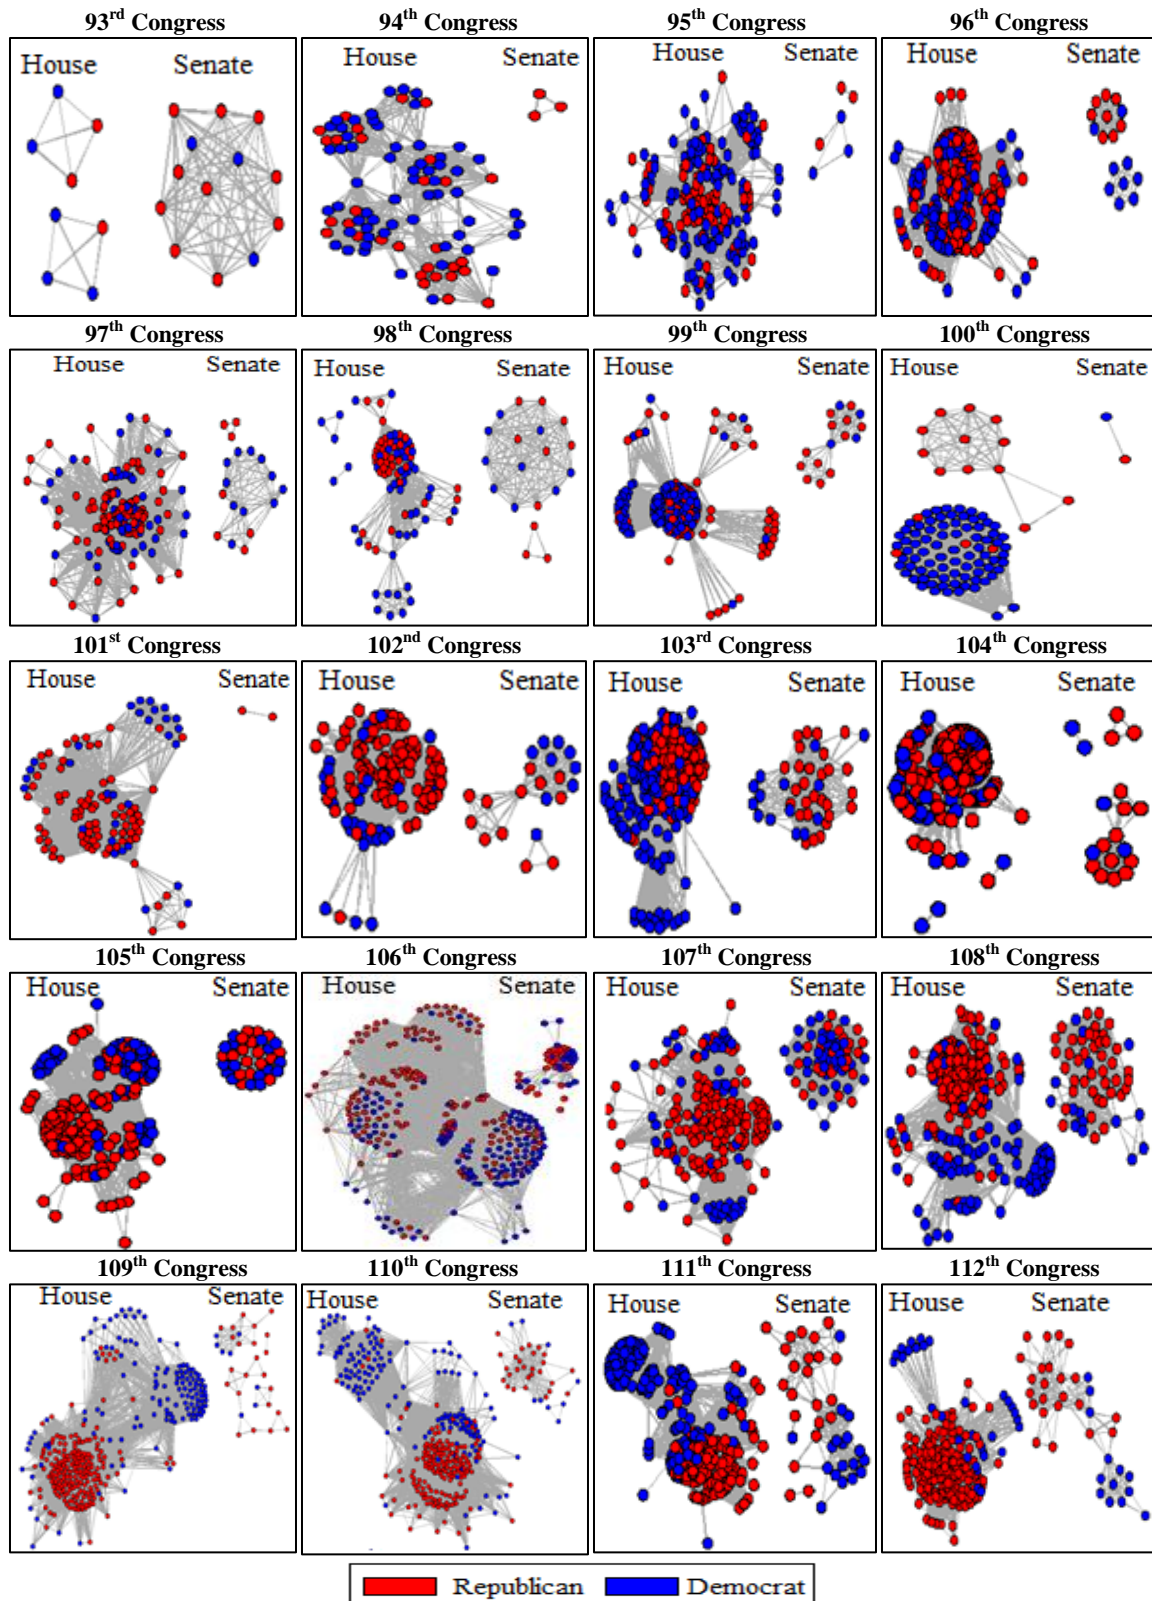 93rd Congress 94th Congress 95th Congress 96th Congress
House Senate House Senate House Senate House Senate
97th Congress 98th Congress 99th Congress 100th Congress
House Senate House Senate House Senate House Senate
101st Congress 102nd Congress 103rd Congress 104th Congress
House Senate House Senate House Senate House Senate
105th Congress 106th Congress 107th Congress 108th Congress
House Senate House Senate House Senate House Senate
109th Congress 110th Congress 111th Congress 112th Congress
House Senate House Senate House Senate House Senate
Republican Democrat